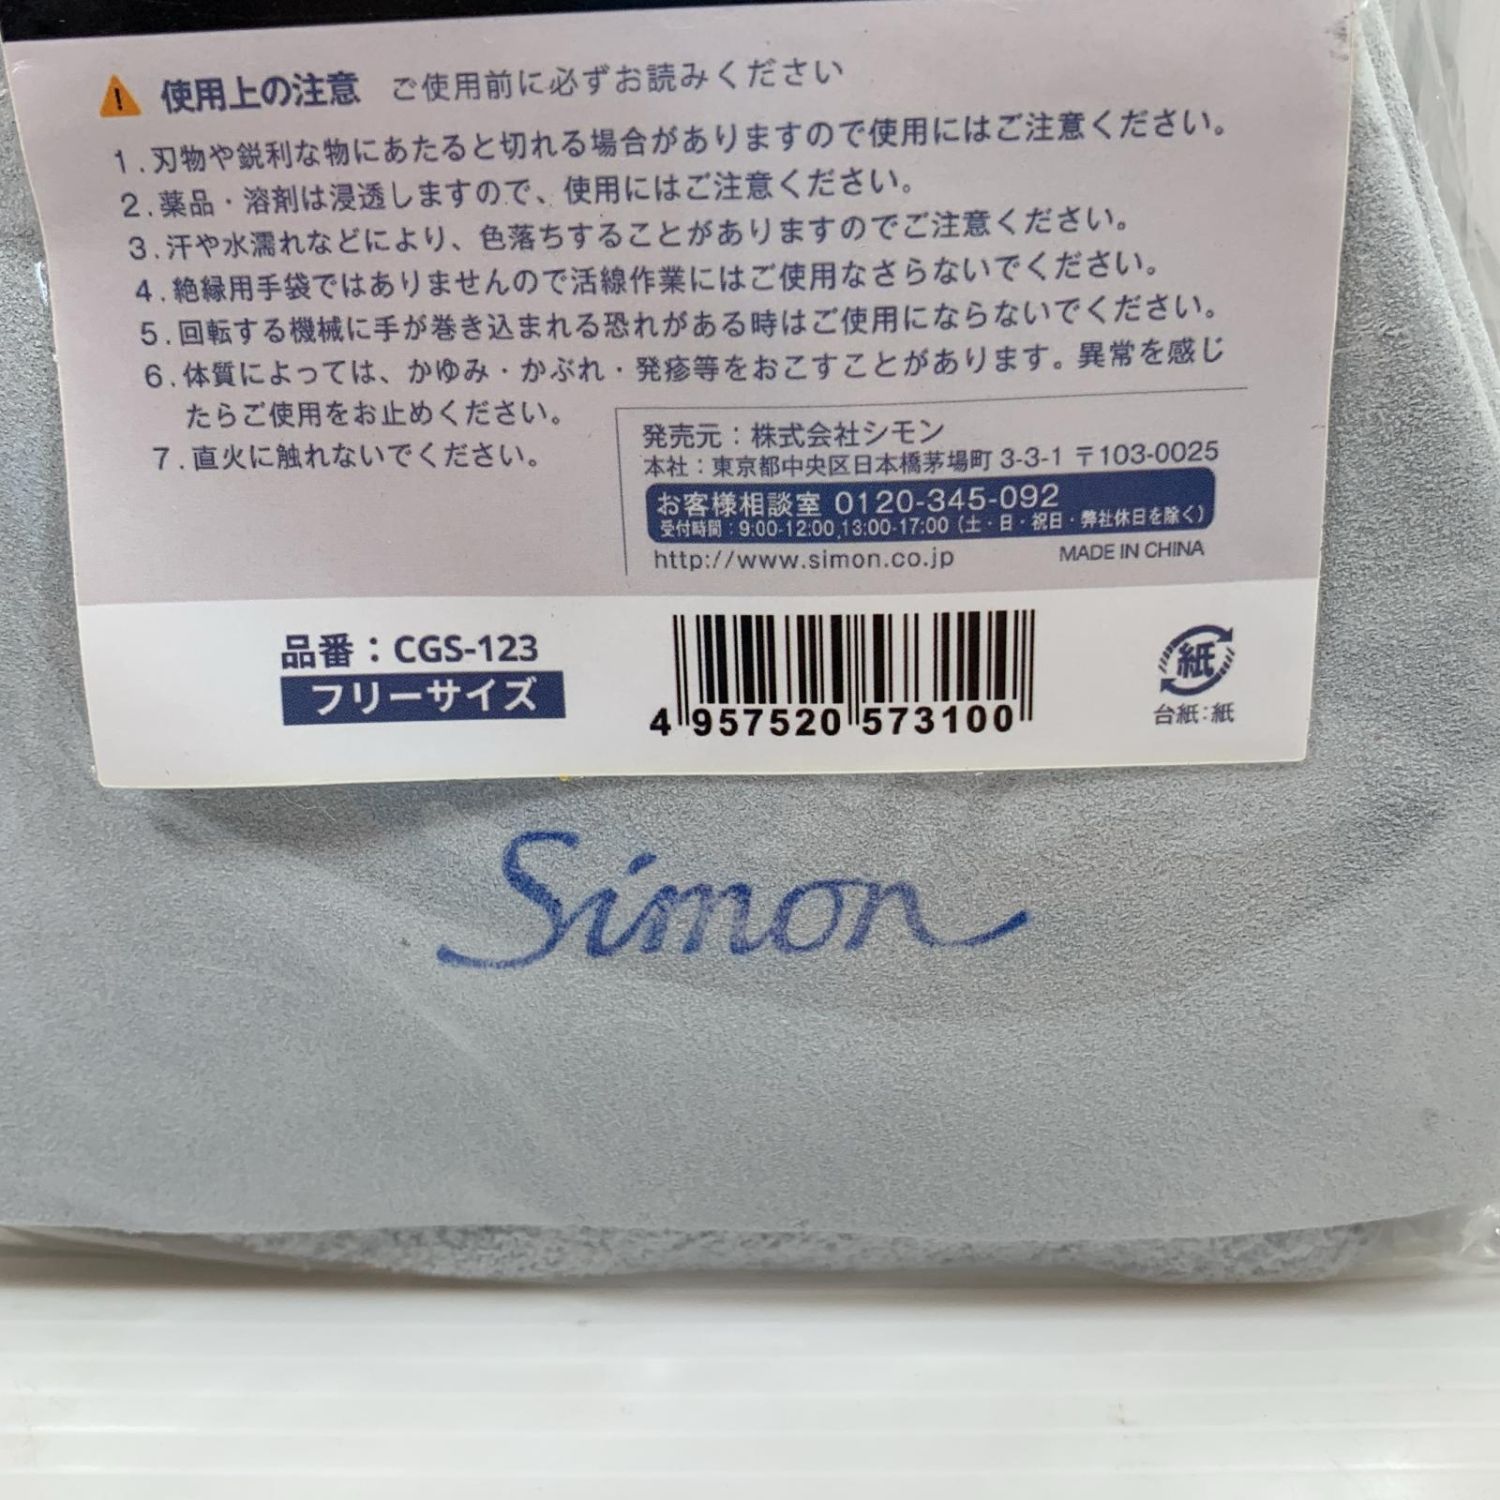 使用上の注意 ご使用前に必ずお読みください
1.刃物や鋭利な物にあたると切れる場合がありますので使用にはご注意ください。
2.薬品・溶剤は浸透しますので、使用にはご注意ください。
3.汗や水濡れなどにより、色落ちすることがありますのでご注意ください。
4.絶縁用手袋ではありませんので活線作業にはご使用なさらないでください。
5.回転する機械に手が巻き込まれる恐れがある時はご使用にならないでください。
6.体質によっては、かゆみ・かぶれ・発疹等をおこすことがあります。異常を感じ
たらご使用をお止めください。
7.直火に触れないでください。
発売元：株式会社シモン
本社：東京都中央区日本橋茅場町 3-3-1 〒103-0025
お客様相談室 0120-345-092
受付時間：9:00-12:00,13:00-17:00（土・日・祝日・弊社休日を除く）
http://www.simon.co.jp MADE IN CHINA
品番：CGS-123
フリーサイズ
4 957520 573100
紙
台紙：紙
Simon